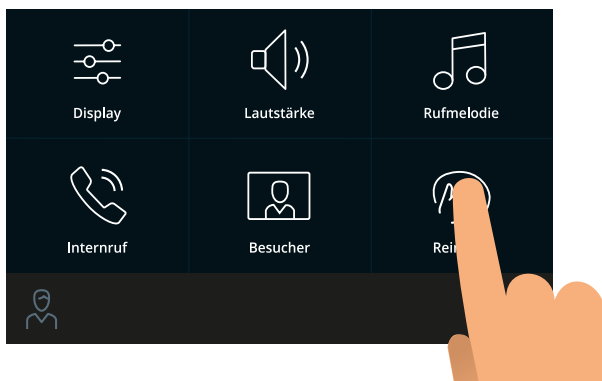 Display
Lautstärke
Rufmelodie
Internruf
Besucher